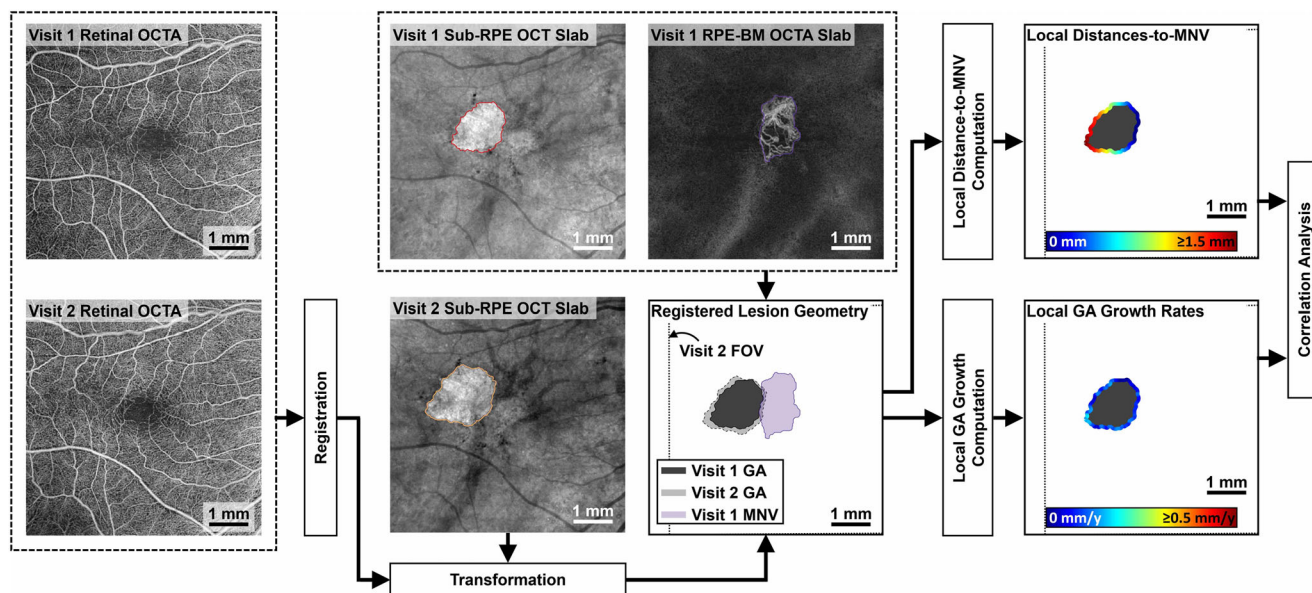 Visit 1 Retinal OCTA
1 mm
Visit 2 Retinal OCTA
1 mm
Registration
Visit 1 Sub-RPE OCT Slab
1 mm
Visit 1 RPE-BM OCTA Slab
1 mm
Visit 2 Sub-RPE OCT Slab
1 mm
Transformation
Registered Lesion Geometry
Visit 2 FOV
Visit 1 GA
Visit 2 GA
Visit 1 MNV
1 mm
Local Distance-to-MNV
Computation
Local GA Growth
Computation
Local Distances-to-MNV
1 mm
0 mm ≥1.5 mm
Local GA Growth Rates
1 mm
0 mm/y ≥0.5 mm/y
Correlation Analysis